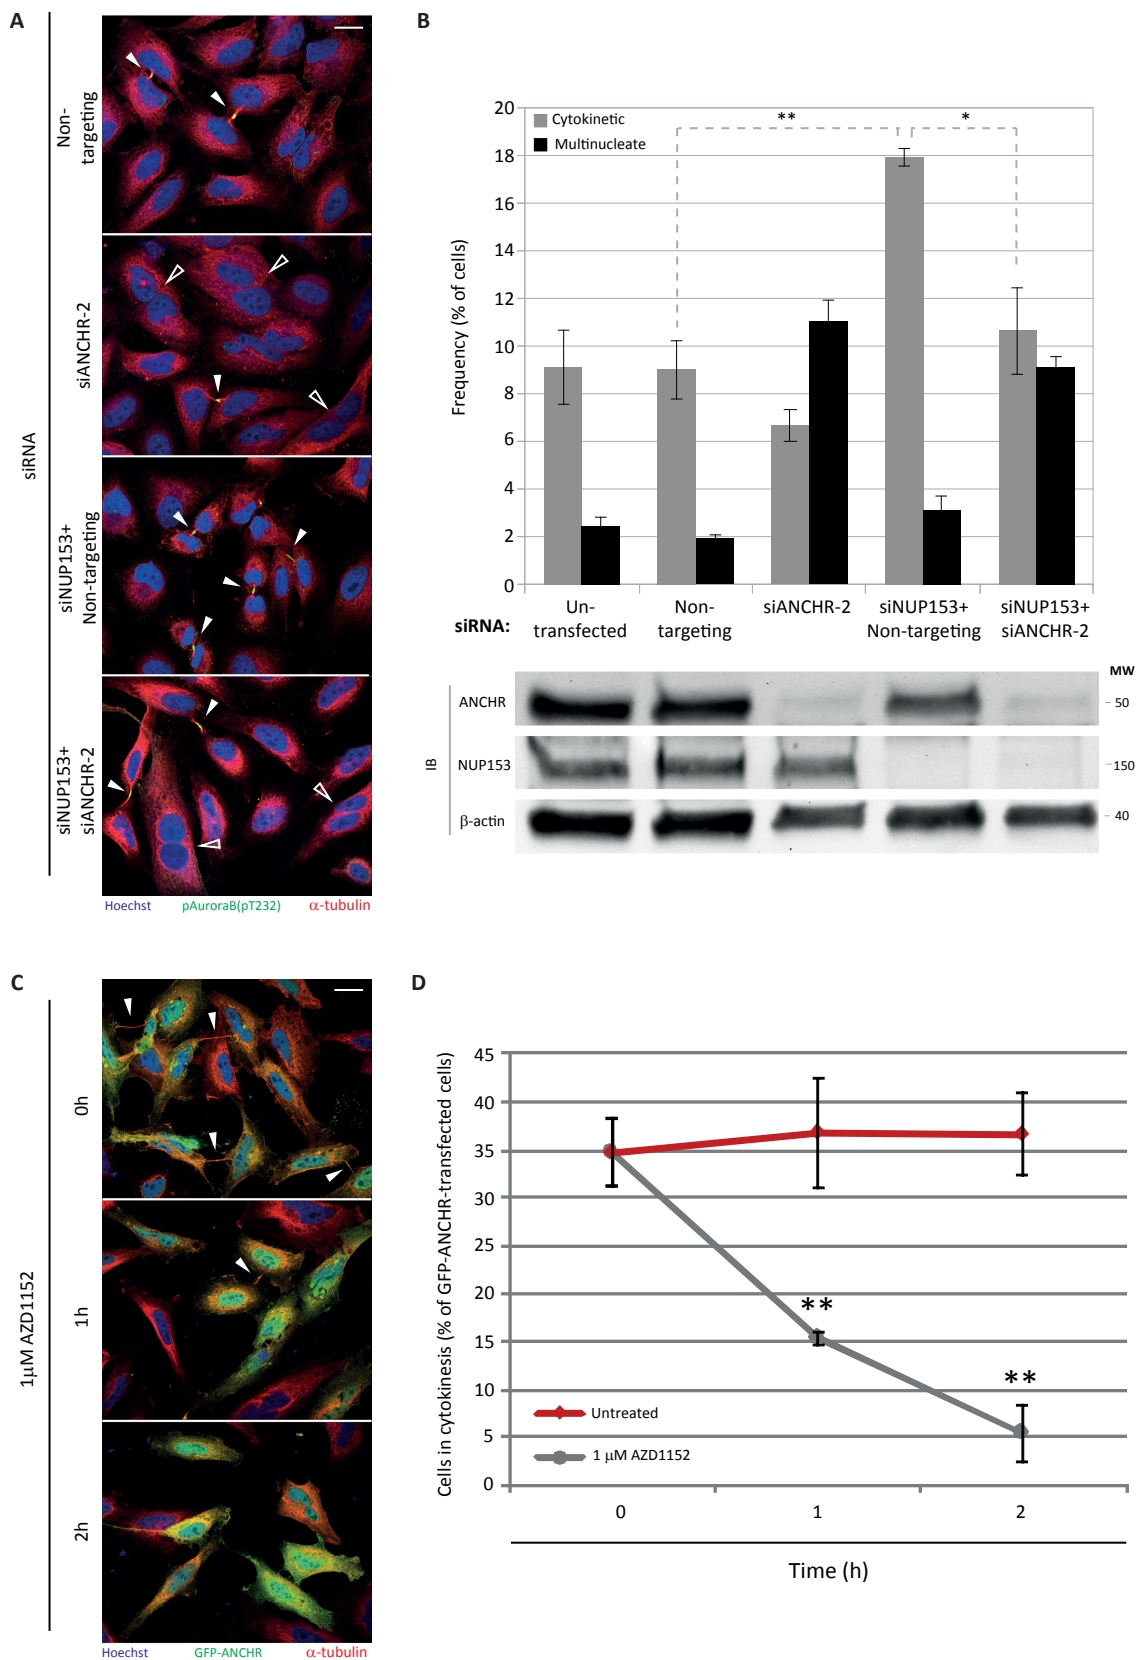 A
siRNA
Non-
targeting
siANCHR-2
siNUP153+
Non-targeting
siNUP153+
siANCHR-2
Hoechst pAuroraB(pT232) α-tubulin
B
Frequency (% of cells)
20
18
16
14
12
10
8
6
4
2
0
Cytokinetic
Multinucleate
**
*
siRNA:
Un-
transfected
Non-
targeting
siANCHR-2
siNUP153+
Non-targeting
siNUP153+
siANCHR-2
MW
IB
ANCHR
50
NUP153
150
β-actin
40
C
1μM AZD1152
0h
1h
2h
Hoechst GFP-ANCHR α-tubulin
D
Cells in cytokinesis (% of GFP-ANCHR-transfected cells)
45
40
35
30
25
20
15
10
5
0
**
**
Untreated
1 μM AZD1152
0 1 2
Time (h)